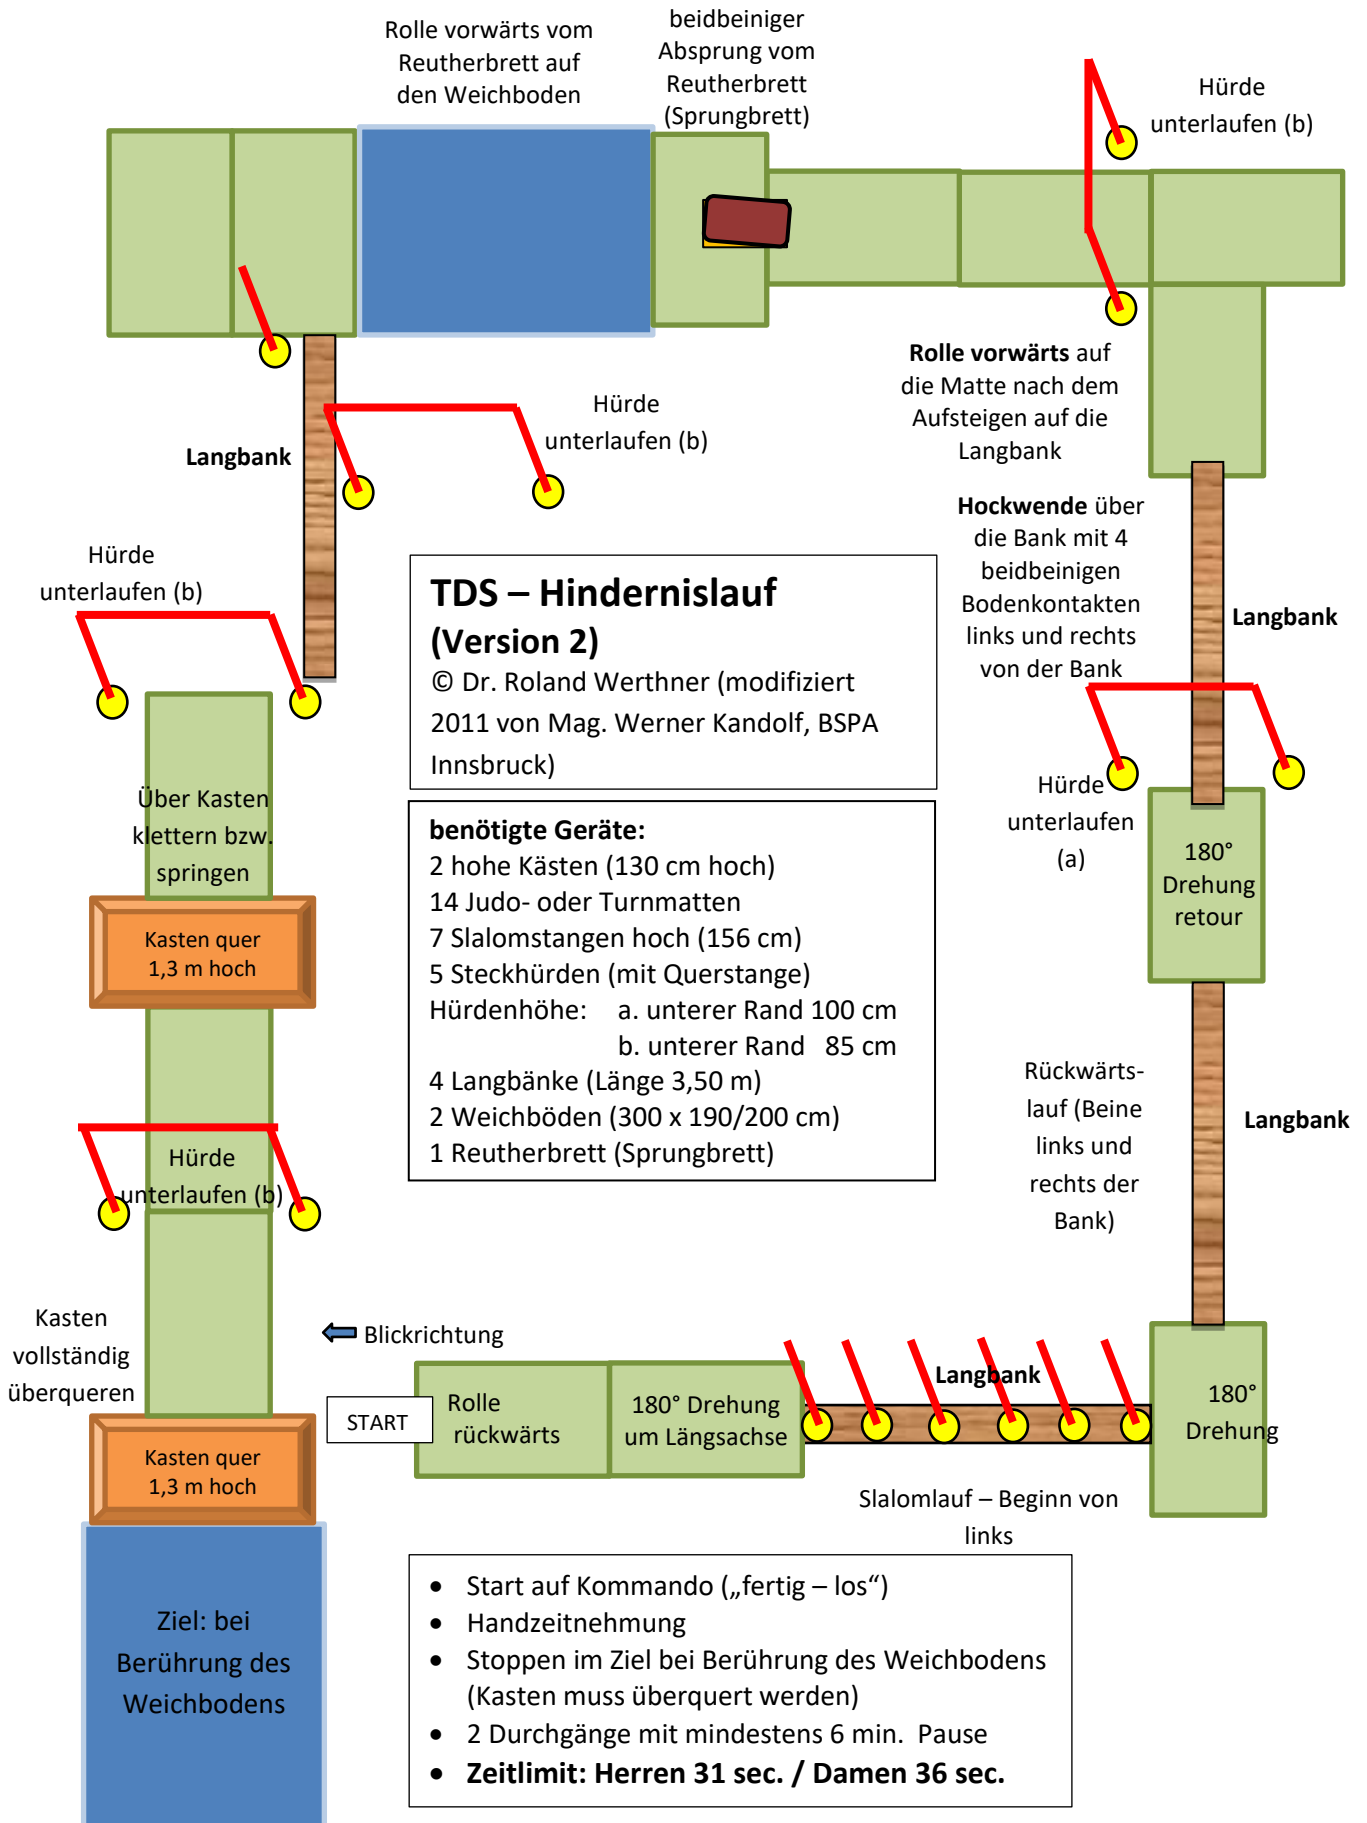 Rolle vorwärts vom
Reutherbrett auf
den Weichboden
beidbeiniger
Absprung vom
Reutherbrett
(Sprungbrett)
Hürde
unterlaufen (b)
Rolle vorwärts auf
die Matte nach dem
Aufsteigen auf die
Langbank
Hürde
unterlaufen (b)
Langbank
Hockwende über
die Bank mit 4
beidbeinigen
Bodenkontakten
links und rechts
von der Bank
Langbank
Hürde
unterlaufen (b)
TDS – Hindernislauf
(Version 2)
© Dr. Roland Werthner (modifiziert
2011 von Mag. Werner Kandolf, BSPA
Innsbruck)
Hürde
unterlaufen
(a)
180°
Drehung
retour
Über Kasten
klettern bzw.
springen
benötigte Geräte:
2 hohe Kästen (130 cm hoch)
14 Judo- oder Turnmatten
7 Slalomstangen hoch (156 cm)
5 Steckhürden (mit Querstange)
Hürdenhöhe: a. unterer Rand 100 cm
b. unterer Rand 85 cm
4 Langbänke (Länge 3,50 m)
2 Weichböden (300 x 190/200 cm)
1 Reutherbrett (Sprungbrett)
Kasten quer
1,3 m hoch
Rückwärts-
lauf (Beine
links und
rechts der
Bank)
Langbank
Hürde
unterlaufen (b)
Kasten
vollständig
überqueren
Blickrichtung
START
Rolle
rückwärts
180° Drehung
um Längsachse
Langbank
180°
Drehung
Kasten quer
1,3 m hoch
Slalomlauf – Beginn von
links
Ziel: bei
Berührung des
Weichbodens
• Start auf Kommando („fertig – los“)
• Handzeitnehmung
• Stoppen im Ziel bei Berührung des Weichbodens
(Kasten muss überquert werden)
• 2 Durchgänge mit mindestens 6 min. Pause
• Zeitlimit: Herren 31 sec. / Damen 36 sec.